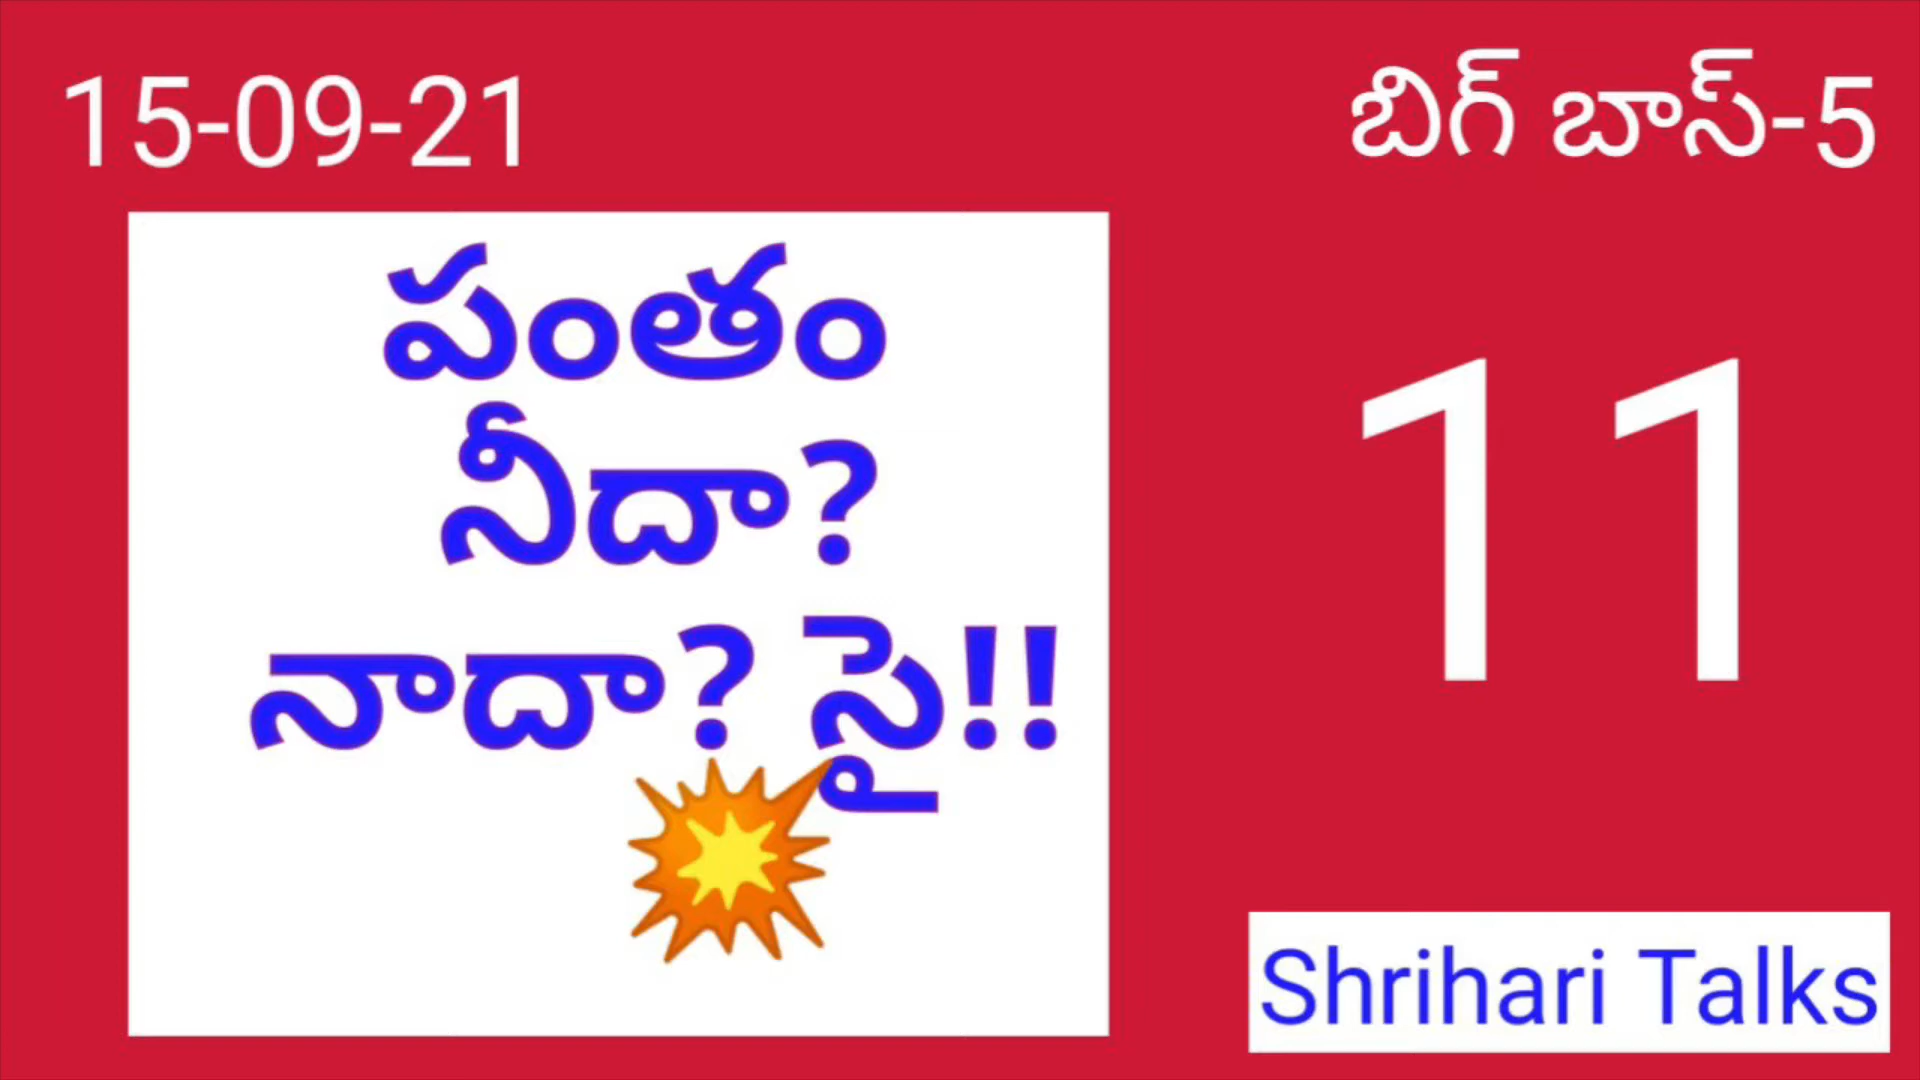 15-09-21
బిగ్ బాస్-5
పంతం
నీదా?
నాదా? సై!!
11
Shrihari Talks